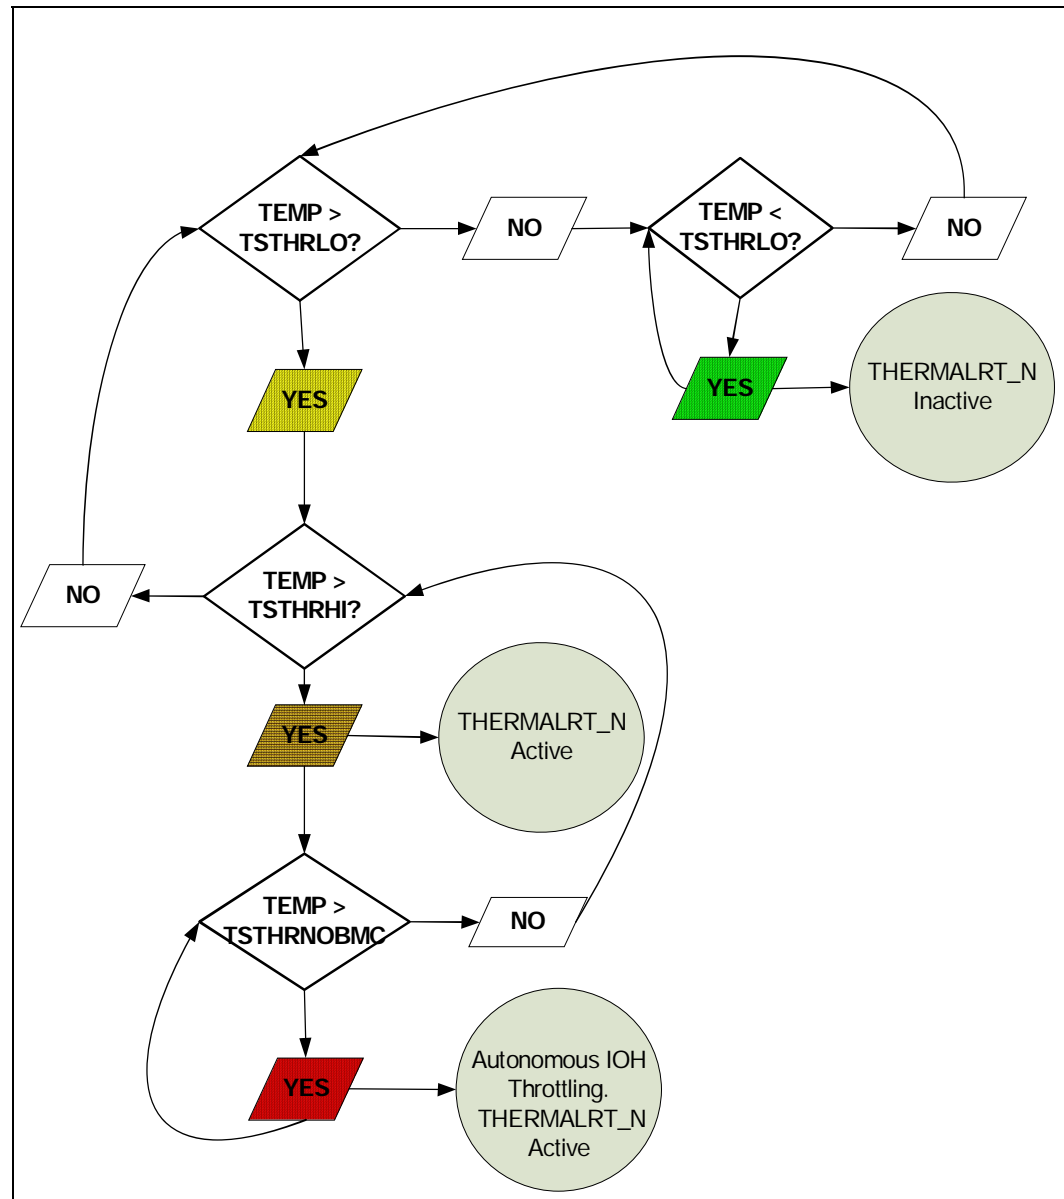 TEMP >
TSTHRLO?
NO
TEMP <
TSTHRLO?
NO
YES
YES
THERMALRT_N
Inactive
TEMP >
TSTHRHI?
NO
YES
THERMALRT_N
Active
TEMP >
TSTHRNOBMC
NO
YES
Autonomous IOH
Throttling.
THERMALRT_N
Active